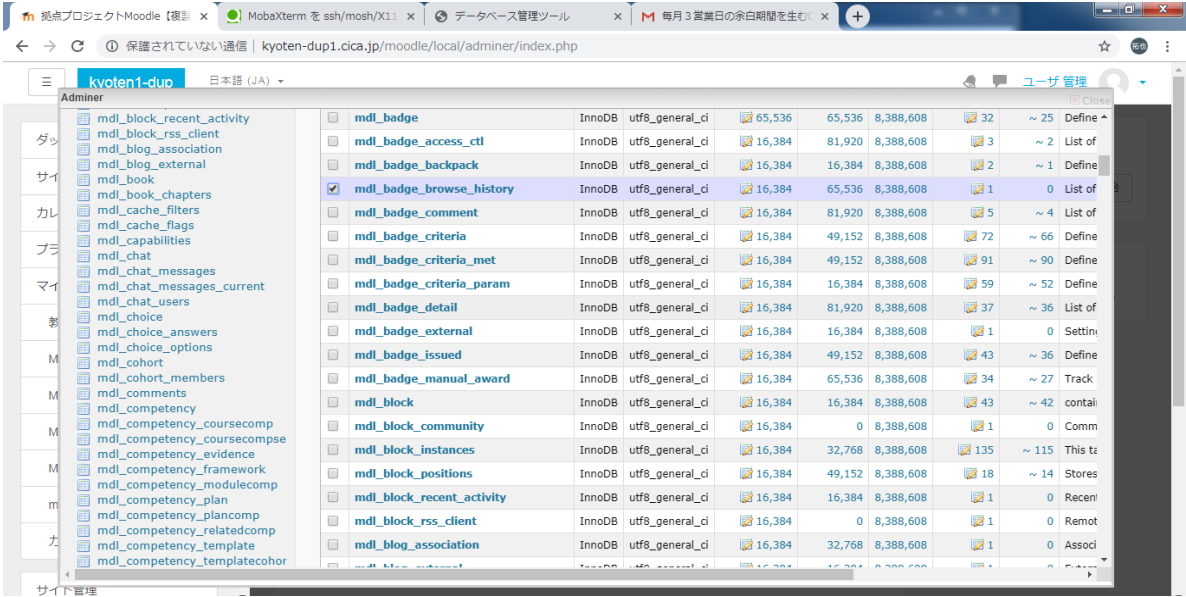 拠点プロジェクトMoodle【複製 × MobaXterm を ssh/mosh/X11 × データベース管理ツール × 毎月３営業日の余白期間を生む ×
保護されていない通信 | kyoten-dup1.cica.jp/moodle/local/adminer/index.php 拓也
kyoten1-dup 日本語 (JA) ユーザ 管理
Adminer Close
mdl_block_recent_activity
mdl_block_rss_client
mdl_blog_association
mdl_blog_external
mdl_book
mdl_book_chapters
mdl_cache_filters
mdl_cache_flags
mdl_capabilities
mdl_chat
mdl_chat_messages
mdl_chat_messages_current
mdl_chat_users
mdl_choice
mdl_choice_answers
mdl_choice_options
mdl_cohort
mdl_cohort_members
mdl_comments
mdl_competency
mdl_competency_coursecomp
mdl_competency_coursecompse
mdl_competency_evidence
mdl_competency_framework
mdl_competency_modulecomp
mdl_competency_plan
mdl_competency_plancomp
mdl_competency_relatedcomp
mdl_competency_template
mdl_competency_templatecohor
mdl_badge InnoDB utf8_general_ci 65,536 65,536 8,388,608 32 ~ 25 Define
mdl_badge_access_ctl InnoDB utf8_general_ci 16,384 81,920 8,388,608 3 ~ 2 List of
mdl_badge_backpack InnoDB utf8_general_ci 16,384 16,384 8,388,608 2 ~ 1 Define
mdl_badge_browse_history InnoDB utf8_general_ci 16,384 65,536 8,388,608 1 0 List of
mdl_badge_comment InnoDB utf8_general_ci 16,384 81,920 8,388,608 5 ~ 4 List of
mdl_badge_criteria InnoDB utf8_general_ci 16,384 49,152 8,388,608 72 ~ 66 Define
mdl_badge_criteria_met InnoDB utf8_general_ci 16,384 49,152 8,388,608 91 ~ 90 Define
mdl_badge_criteria_param InnoDB utf8_general_ci 16,384 16,384 8,388,608 59 ~ 52 Define
mdl_badge_detail InnoDB utf8_general_ci 16,384 81,920 8,388,608 37 ~ 36 List of
mdl_badge_external InnoDB utf8_general_ci 16,384 16,384 8,388,608 1 0 Setting
mdl_badge_issued InnoDB utf8_general_ci 16,384 49,152 8,388,608 43 ~ 36 Define
mdl_badge_manual_award InnoDB utf8_general_ci 16,384 65,536 8,388,608 34 ~ 27 Track
mdl_block InnoDB utf8_general_ci 16,384 16,384 8,388,608 43 ~ 42 contai
mdl_block_community InnoDB utf8_general_ci 16,384 0 8,388,608 1 0 Comm
mdl_block_instances InnoDB utf8_general_ci 16,384 32,768 8,388,608 135 ~ 115 This ta
mdl_block_positions InnoDB utf8_general_ci 16,384 49,152 8,388,608 18 ~ 14 Stores
mdl_block_recent_activity InnoDB utf8_general_ci 16,384 16,384 8,388,608 1 0 Recent
mdl_block_rss_client InnoDB utf8_general_ci 16,384 0 8,388,608 1 0 Remot
mdl_blog_association InnoDB utf8_general_ci 16,384 32,768 8,388,608 1 0 Associ
サイト管理